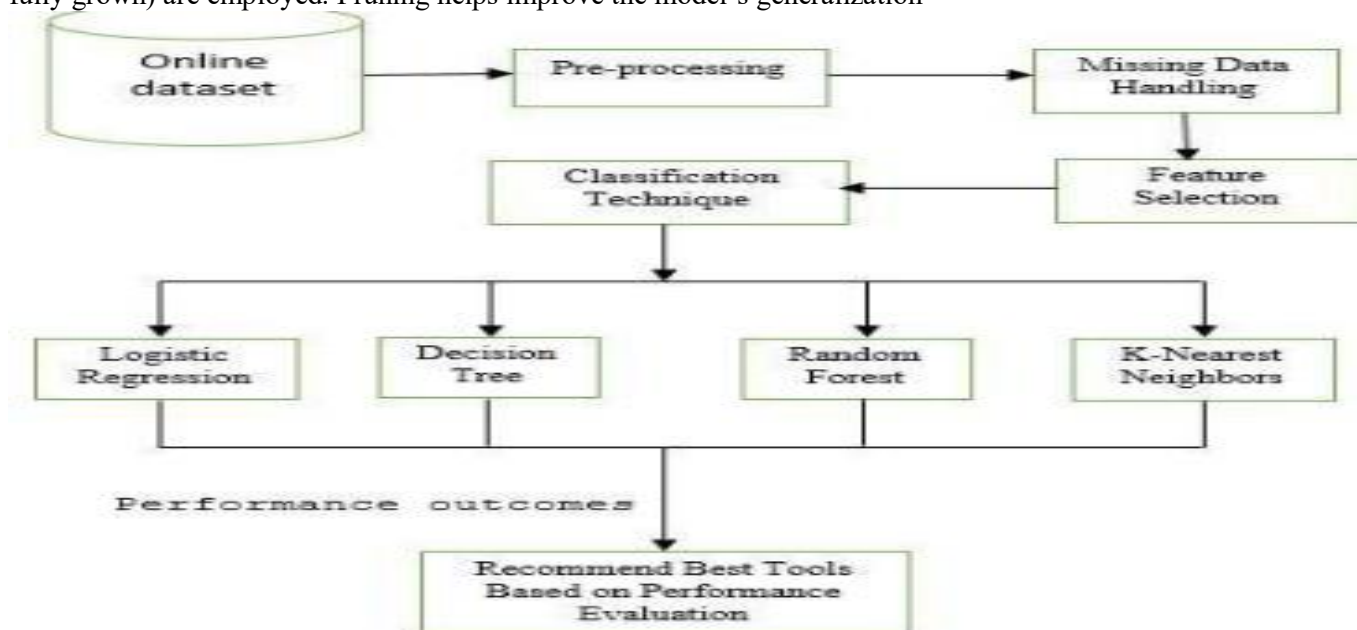 fully grown) are employed. Pruning helps improve the model's generalization
Online
dataset
Pre-processing
Missing Data
Handling
Classification
Technique
Feature
Selection
Logistic
Regression
Decision
Tree
Random
Forest
K-Nearest
Neighbors
Performance outcomes
Recommend Best Tools
Based on Performance
Evaluation